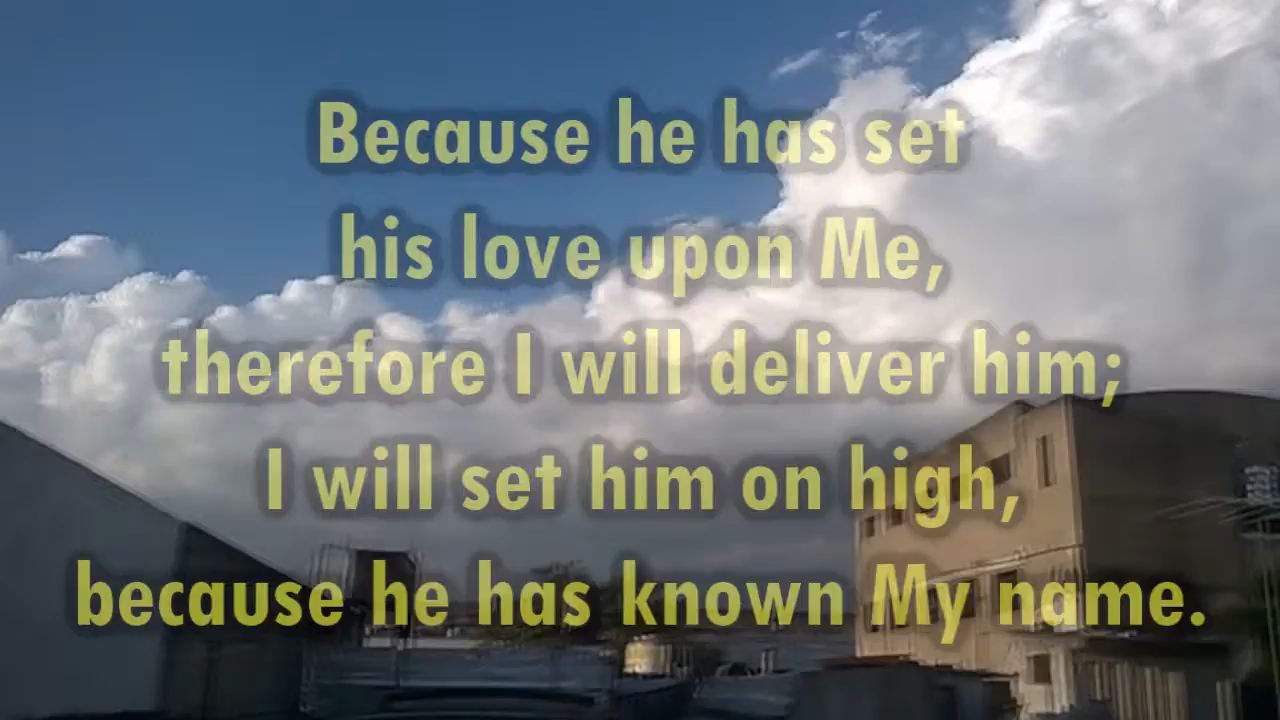 Because he has set
his love upon Me,
therefore I will deliver him;
I will set him on high,
because he has known My name.